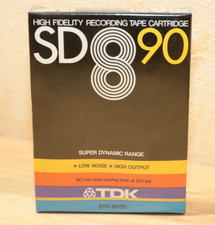 HIGH FIDELITY RECORDING TAPE CARTRIDGE
SD 8 90
SUPER DYNAMIC RANGE
• LOW NOISE • HIGH OUTPUT
TDK